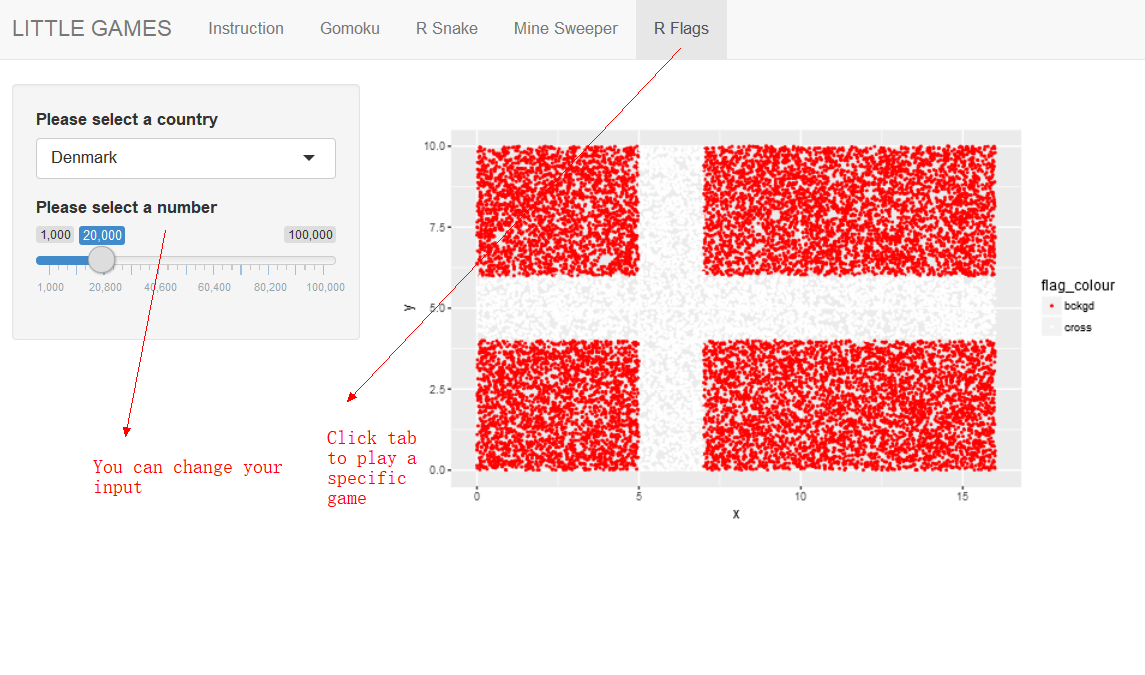 LITTLE GAMES Instruction Gomoku R Snake Mine Sweeper R Flags
Please select a country
Denmark
Please select a number
1,000 20,000 100,000
1,000 20,800 40,600 60,400 80,200 100,000
You can change your
input
Click tab
to play a
specific
game
10.0
7.5
5.0
2.5
0.0
y
0 5 10 15
x
flag_colour
bckgd
cross